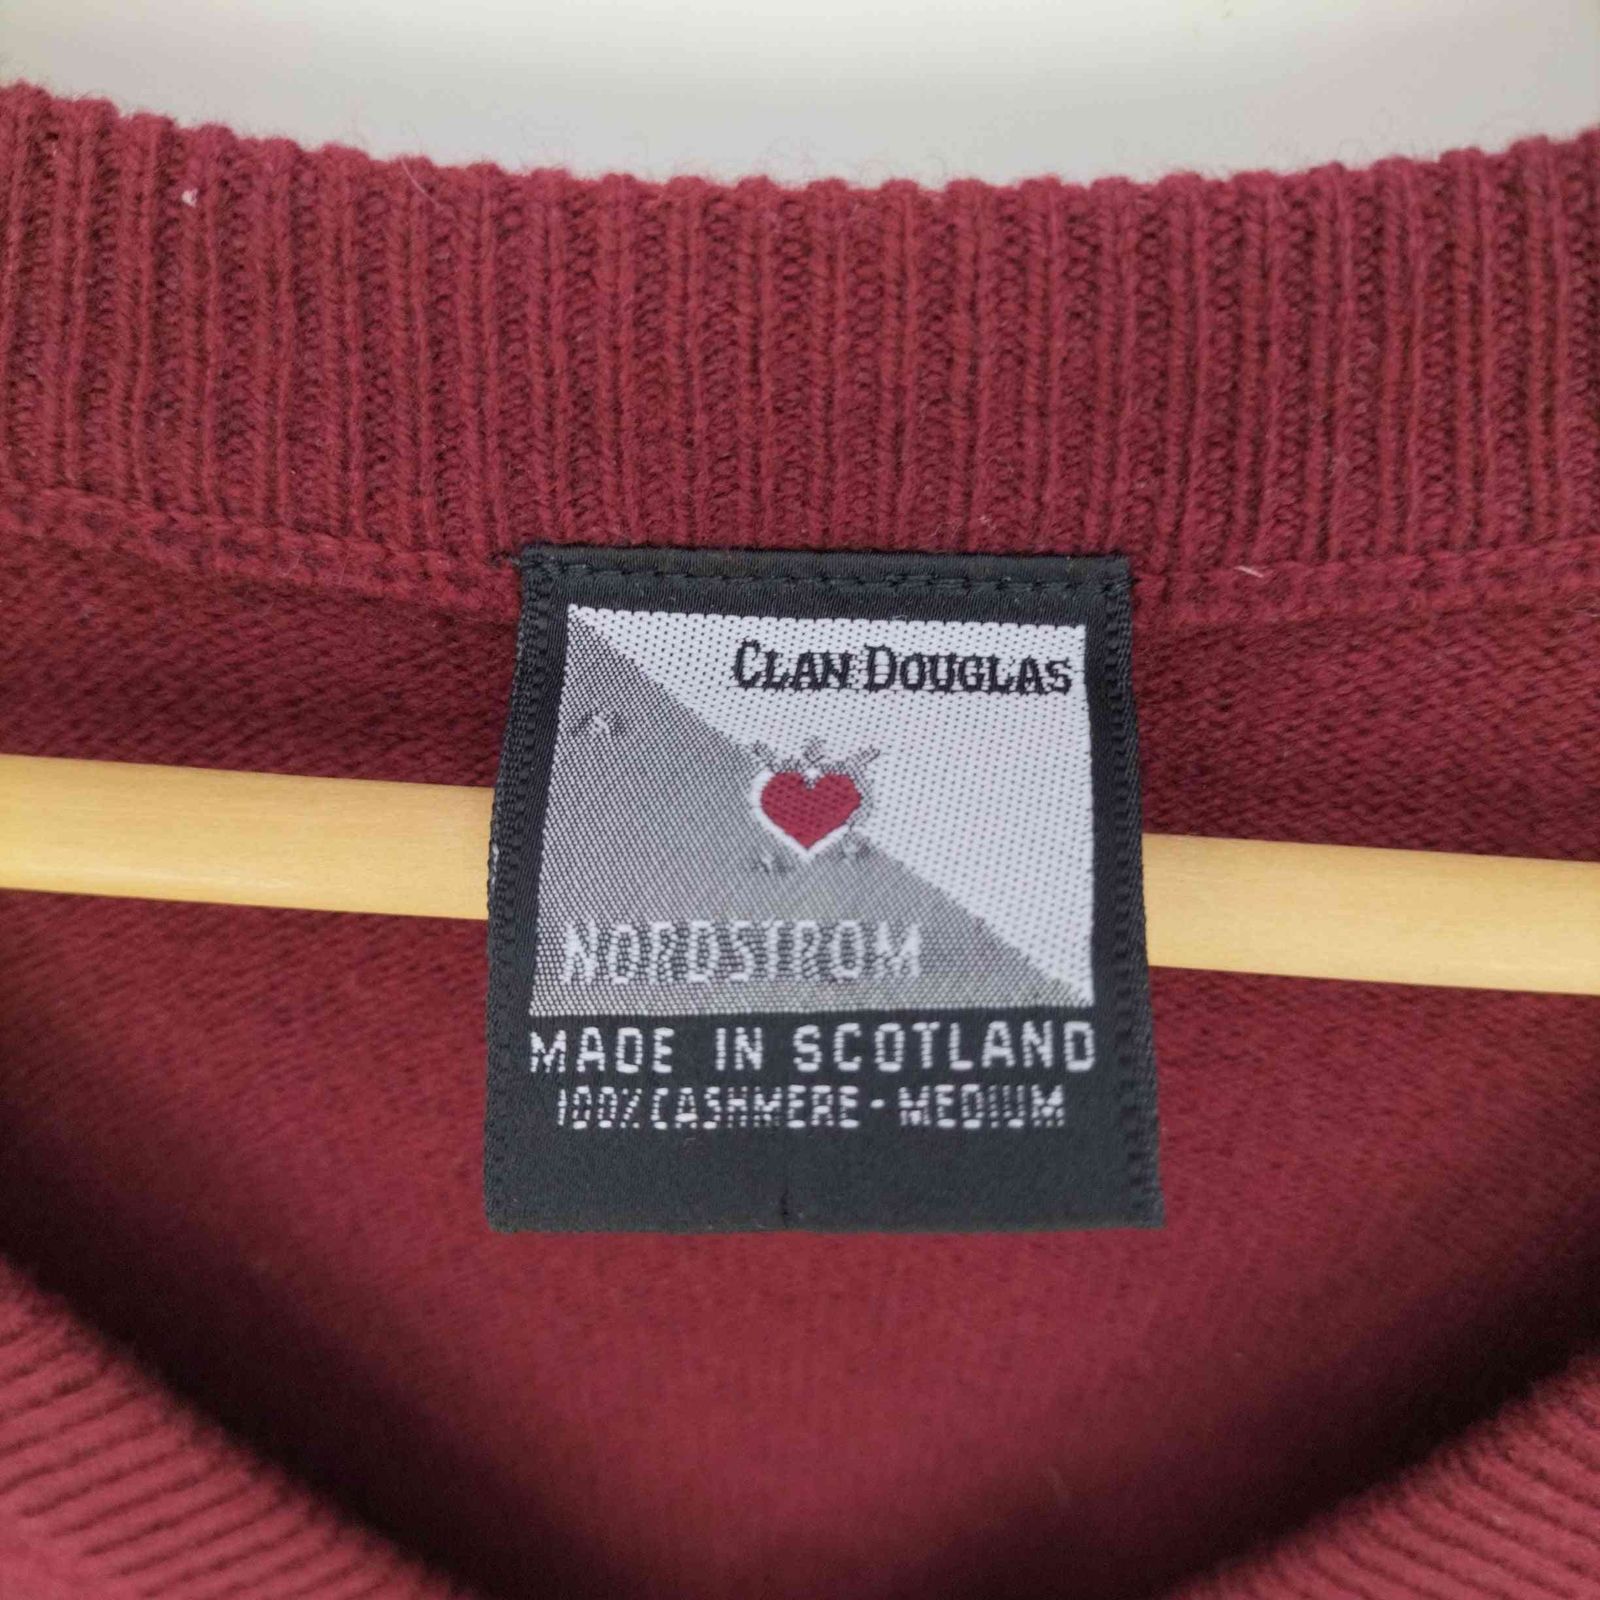 CLAN DOUGLAS
NORDSTROM
MADE IN SCOTLAND
100% CASHMERE - MEDIUM